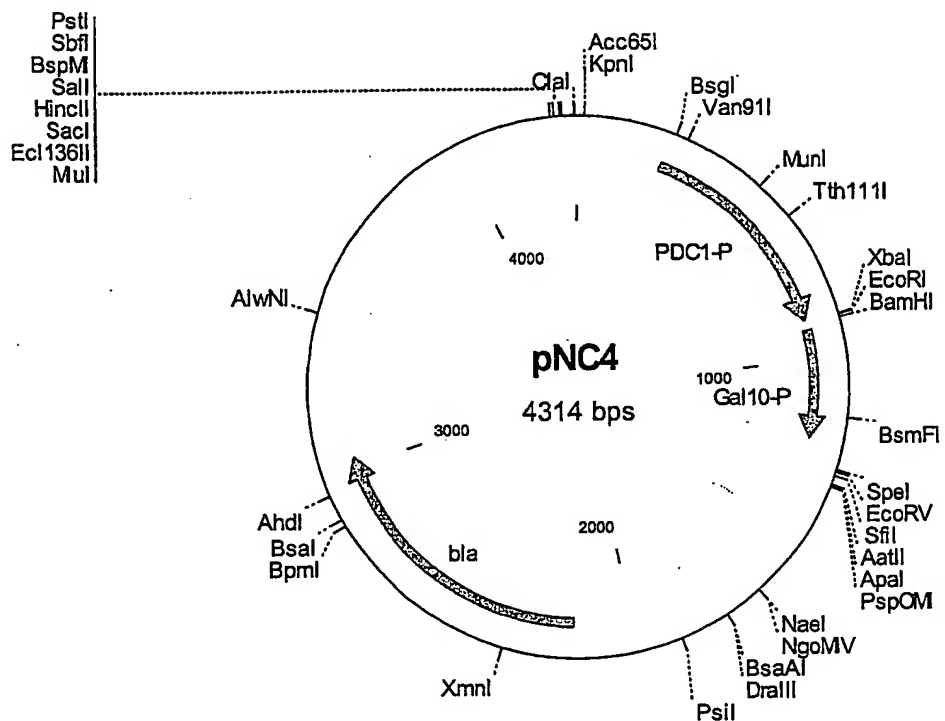 PstI
SbfI
BspMI
SalI
HincII
SacI
Ecl136II
MluI
ClaI
Acc65I
KpnI
BsgI
Van91I
MunI
Tth111I
XbaI
EcoRI
BamHI
BsmFI
SpeI
EcoRV
SfiI
AatII
ApaI
PspOMI
NaeI
NgoMIV
BsaAI
DraIII
PsiI
XmnI
BpmI
BsaI
AhdI
AlwNI
PDC1-P
Gal10-P
bla
4000
1000
3000
2000
pNC4
4314 bps